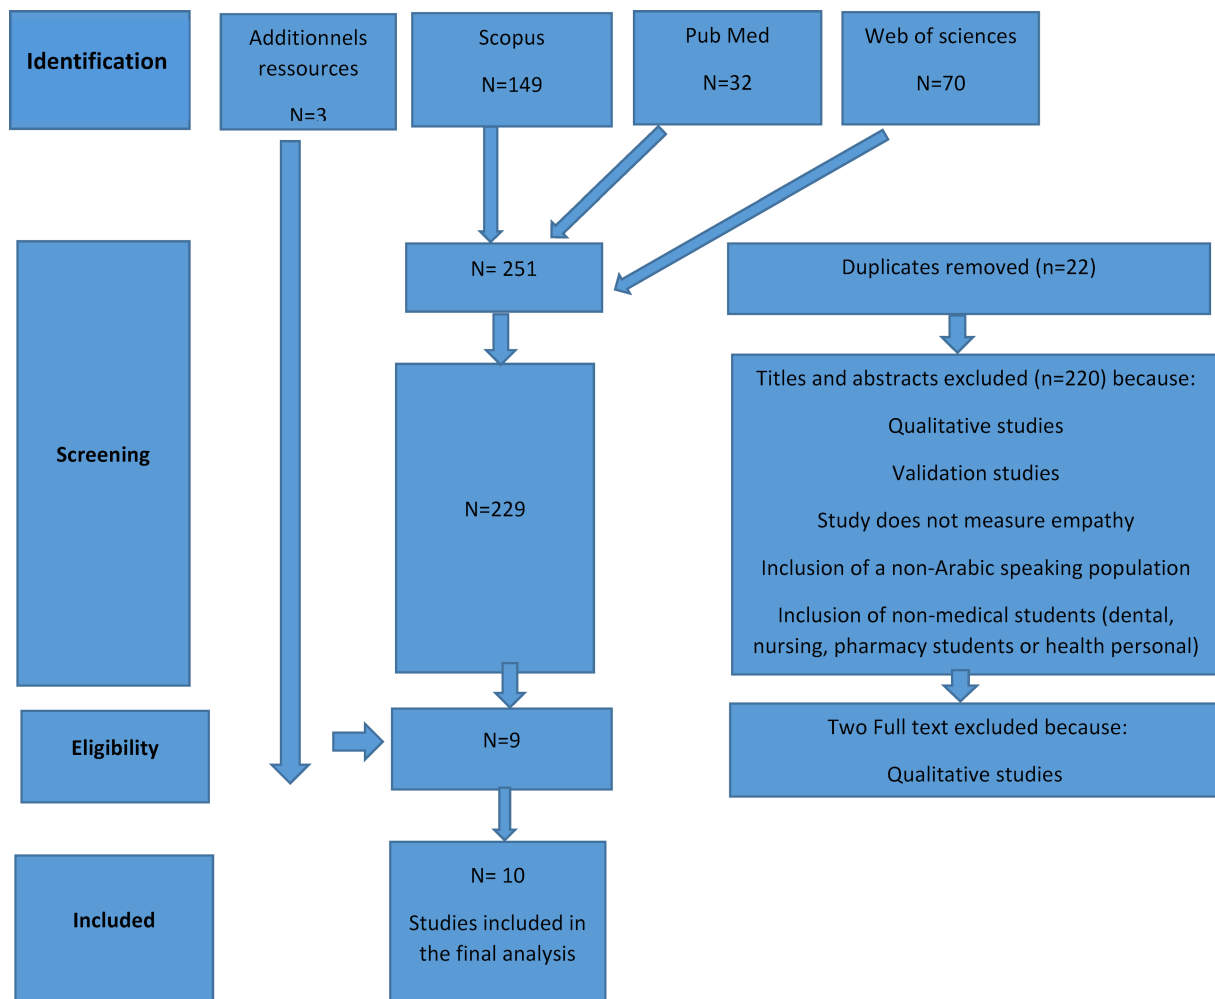 Identification
Additionnels
ressources
N=3
Scopus
N=149
Pub Med
N=32
Web of sciences
N=70
Screening
N= 251
Duplicates removed (n=22)
N=229
Titles and abstracts excluded (n=220) because:
Qualitative studies
Validation studies
Study does not measure empathy
Inclusion of a non-Arabic speaking population
Inclusion of non-medical students (dental,
nursing, pharmacy students or health personal)
Eligibility
N=9
Two Full text excluded because:
Qualitative studies
Included
N= 10
Studies included in
the final analysis